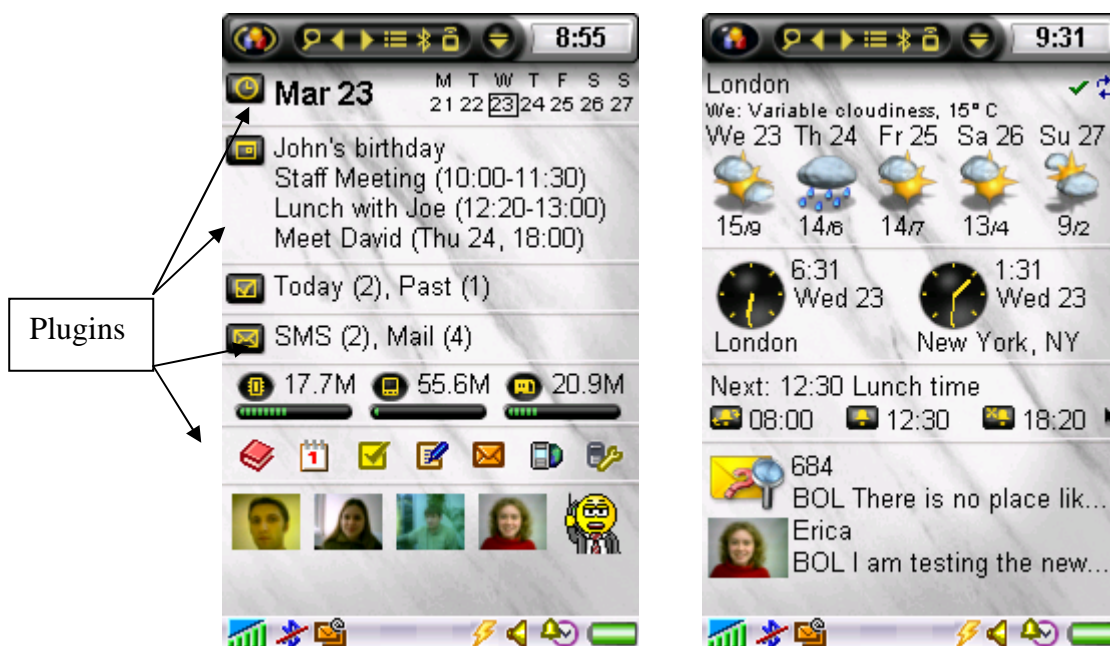 Plugins
8:55
Mar 23
M T W T F S S
21 22 23 24 25 26 27
John's birthday
Staff Meeting (10:00-11:30)
Lunch with Joe (12:20-13:00)
Meet David (Thu 24, 18:00)
Today (2), Past (1)
SMS (2), Mail (4)
17.7M 55.6M 20.9M
1
9:31
London
We: Variable cloudiness, 15° C
We 23 Th 24 Fr 25 Sa 26 Su 27
15/9 14/6 14/7 13/4 9/2
6:31 1:31
Wed 23 Wed 23
London New York, NY
Next: 12:30 Lunch time
08:00 12:30 18:20
684
BOL There is no place lik...
Erica
BOL I am testing the new...